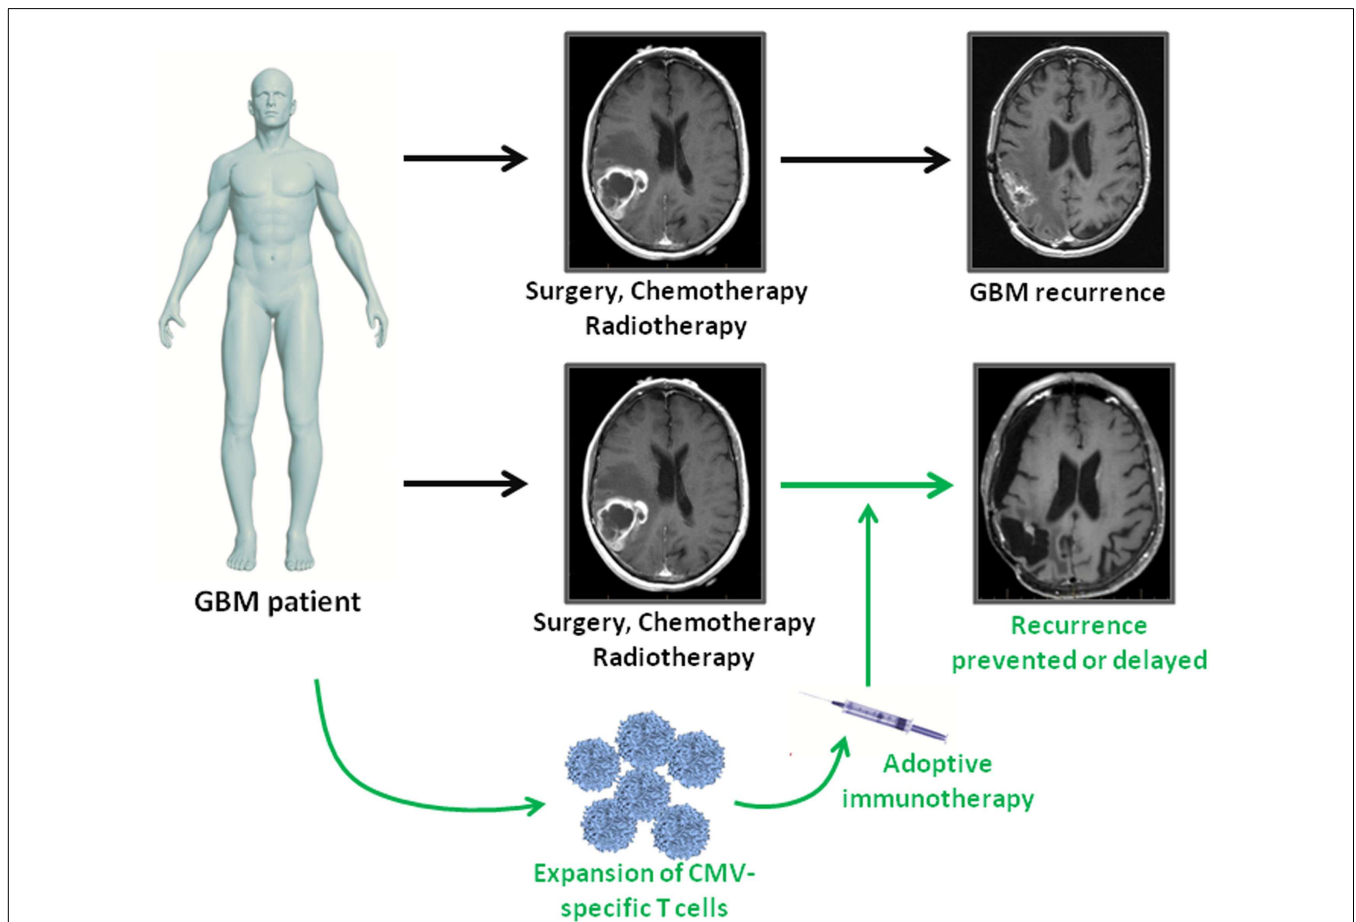 Surgery, Chemotherapy
Radiotherapy
GBM recurrence
GBM patient
Surgery, Chemotherapy
Radiotherapy
Recurrence
prevented or delayed
Adoptive
immunotherapy
Expansion of CMV-
specific T cells